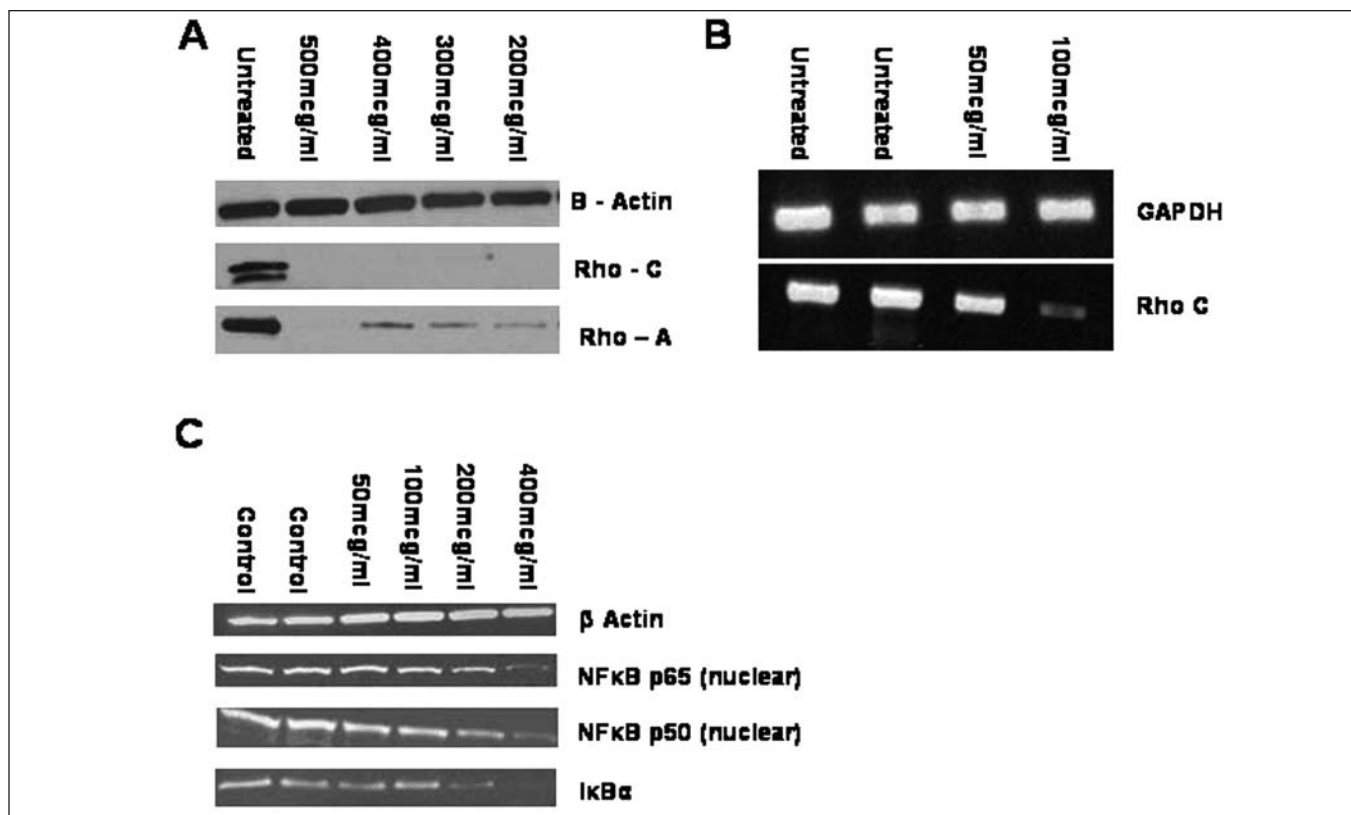 A
Untreated
500mcg/ml
400mcg/ml
300mcg/ml
200mcg/ml
B - Actin
Rho - C
Rho – A
B
Untreated
Untreated
50mcg/ml
100mcg/ml
GAPDH
Rho C
C
Control
Control
50mcg/ml
100mcg/ml
200mcg/ml
400mcg/ml
β Actin
NFκB p65 (nuclear)
NFκB p50 (nuclear)
IκBα